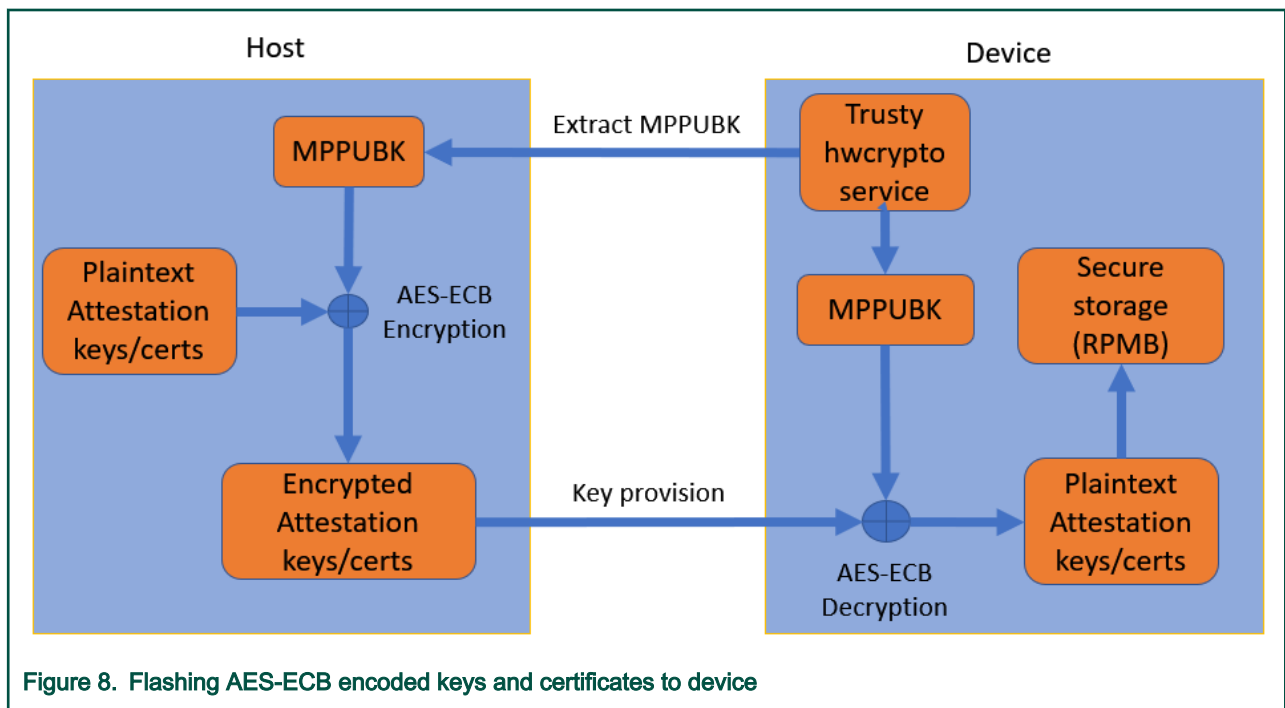 Host
Device
Extract MPPUBK
MPPUBK
Trusty
hwcrypto
service
Plaintext
Attestation
keys/certs
AES-ECB
Encryption
MPPUBK
Secure
storage
(RPMB)
Encrypted
Attestation
keys/certs
Key provision
AES-ECB
Decryption
Plaintext
Attestation
keys/certs
Figure 8. Flashing AES-ECB encoded keys and certificates to device